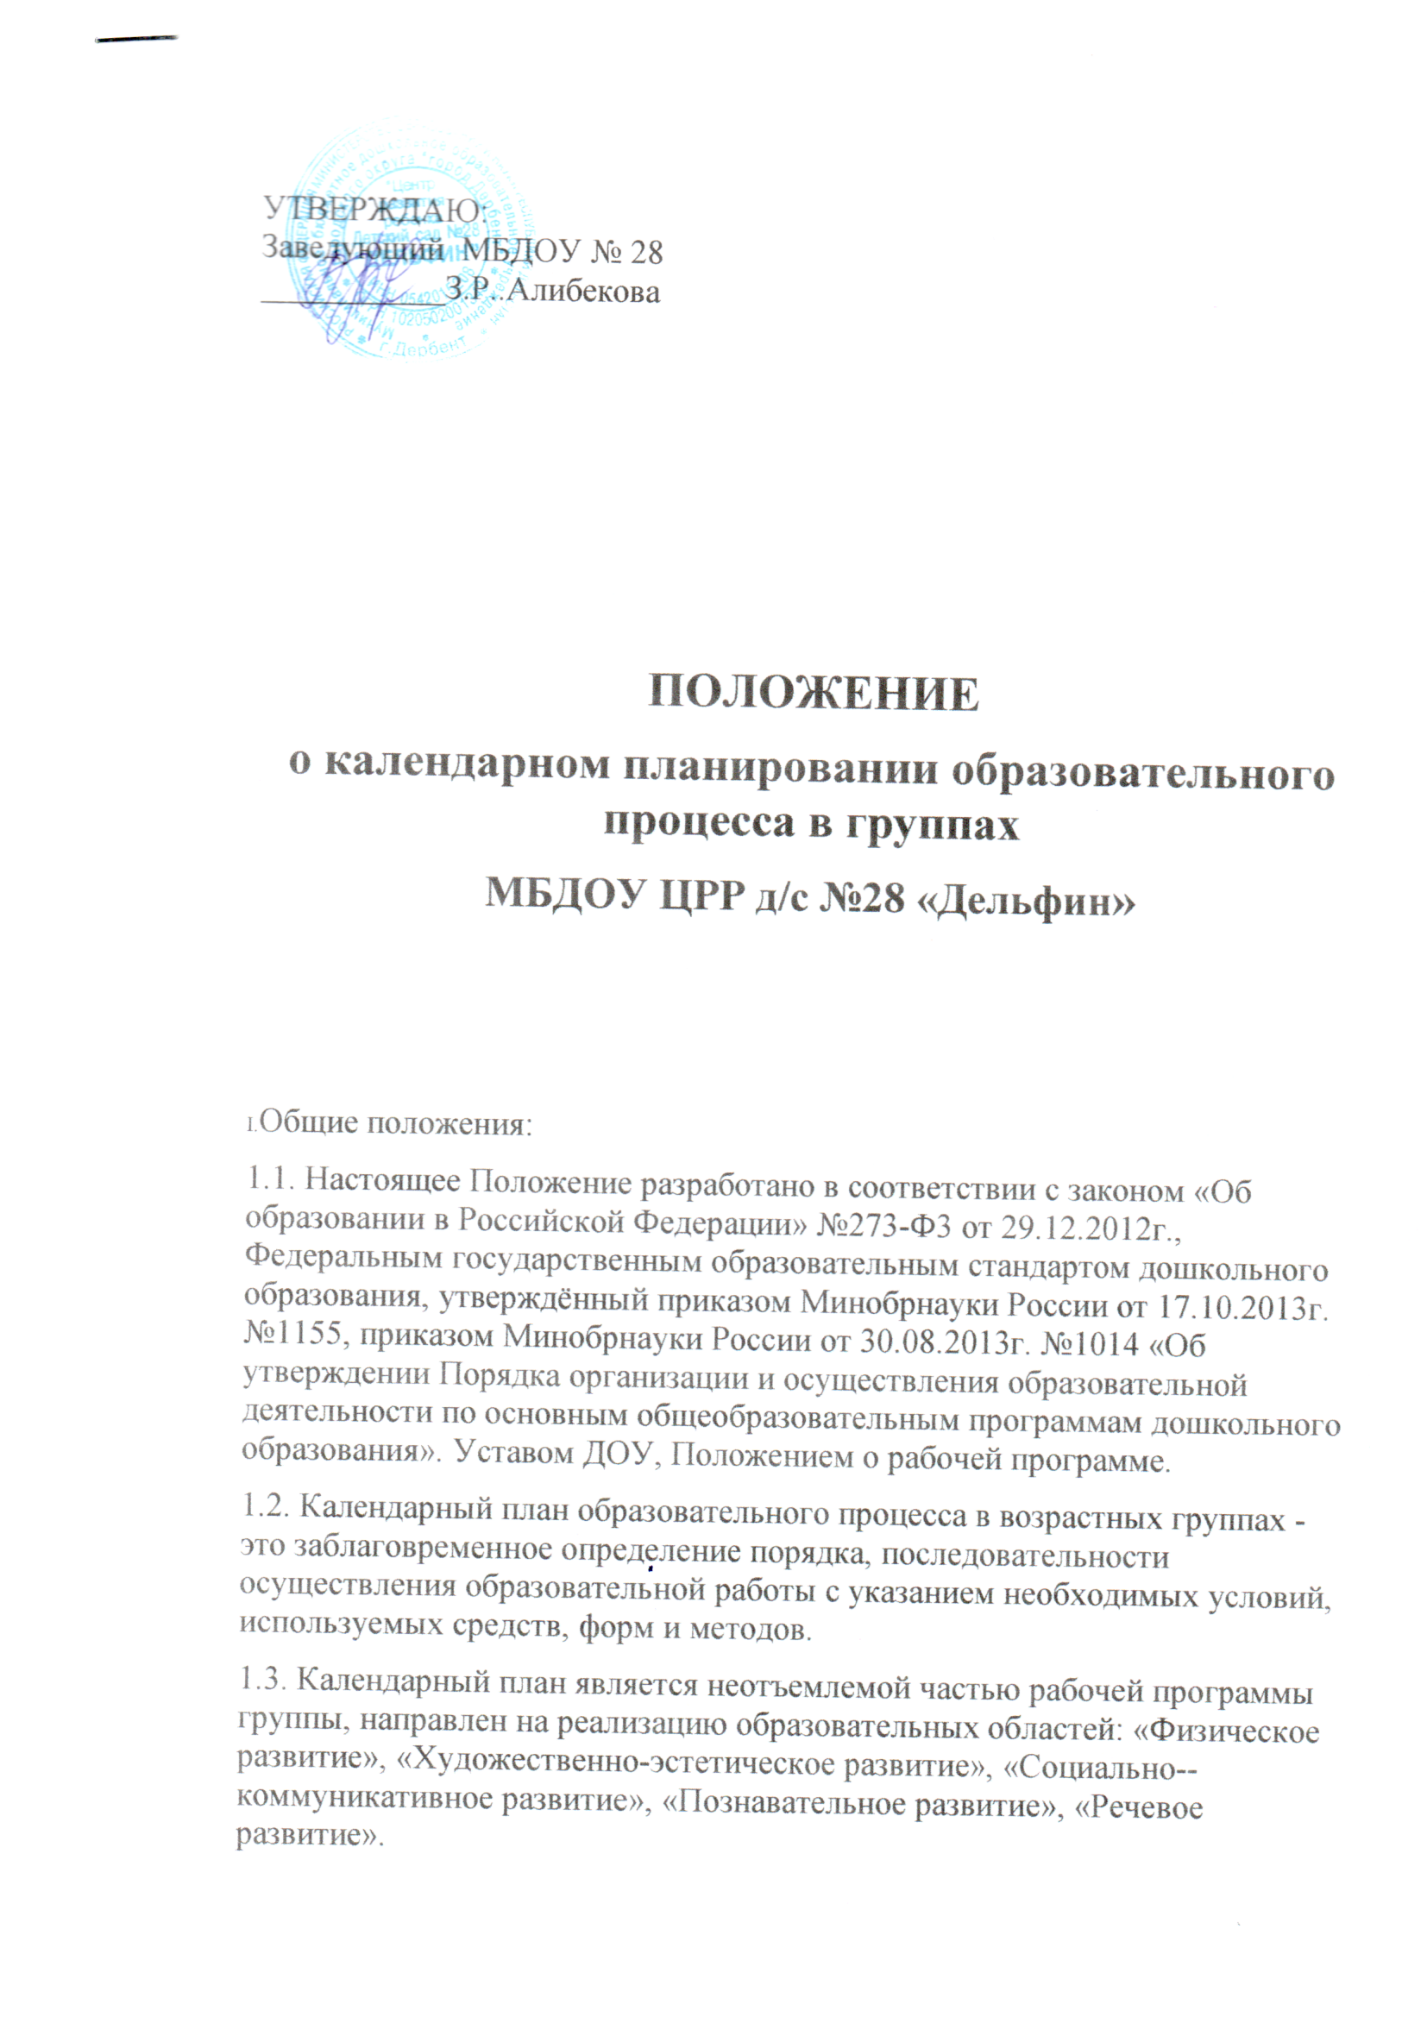 УТВЕРЖДАЮ:
Заведующий МБДОУ № 28
____________З.Р..Алибекова
г.Дербент
ПОЛОЖЕНИЕ
о календарном планировании образовательного
процесса в группах
МБДОУ ЦРР д/с №28 «Дельфин»
1.Общие положения:
1.1. Настоящее Положение разработано в соответствии с законом «Об
образовании в Российской Федерации» №273-ФЗ от 29.12.2012г.,
Федеральным государственным образовательным стандартом дошкольного
образования, утверждённый приказом Минобрнауки России от 17.10.2013г.
№1155, приказом Минобрнауки России от 30.08.2013г. №1014 «Об
утверждении Порядка организации и осуществления образовательной
деятельности по основным общеобразовательным программам дошкольного
образования». Уставом ДОУ, Положением о рабочей программе.
1.2. Календарный план образовательного процесса в возрастных группах -
это заблаговременное определение порядка, последовательности
осуществления образовательной работы с указанием необходимых условий,
используемых средств, форм и методов.
1.3. Календарный план является неотъемлемой частью рабочей программы
группы, направлен на реализацию образовательных областей: «Физическое
развитие», «Художественно-эстетическое развитие», «Социально--
коммуникативное развитие», «Познавательное развитие», «Речевое
развитие».